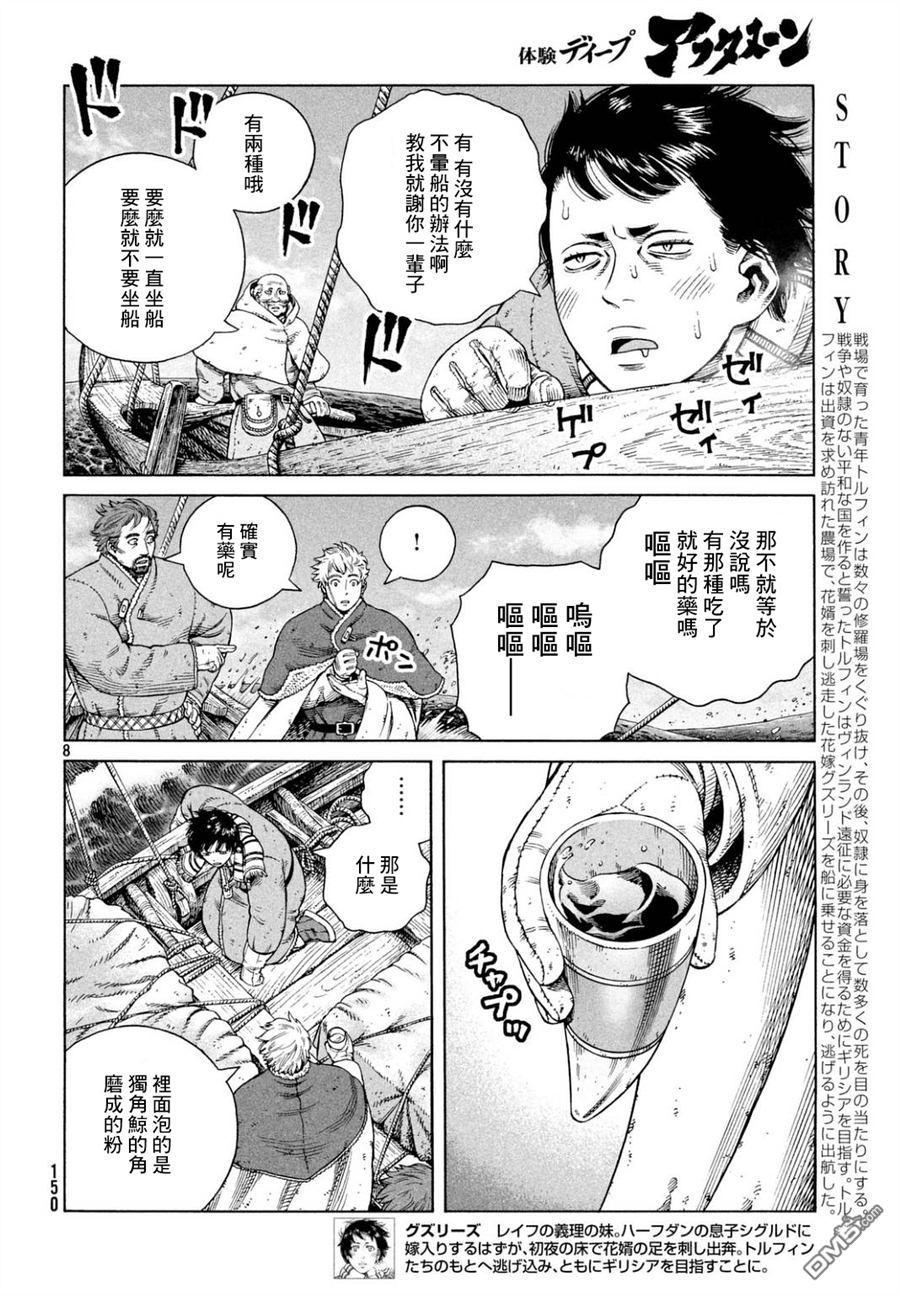 体験ディープ アフタヌーン
STORY
戦場で育った青年トルフィンは数々の修羅場をくぐり抜け、その後、奴隷に身を落として数多くの死を目の当たりにする。
戦争や奴隷のない平和な国を作ると誓ったトルフィンはヴィンランド遠征に必要な資金を得るためにギリシアを目指す。トル
フィンは出資を求め訪れた農場で、花婿を刺し逃走した花嫁グズリーズを船に乗せることになり、逃げるように出航した。
有 有沒有什麼
不暈船的辦法啊
教我就謝你一輩子
ゼィ
ゼィ
ゲプ
有兩種哦
要麼就一直坐船
要麼就不要坐船
ドド
ドド
那不就等於
沒說嗎
有那種吃了
就好的藥嗎
嘔嘔
嗚嘔
嘔嘔
嘔嘔——
！
ポン
確實
有藥呢
8
チャプッ
……
那是
什麼
裡面泡的是
獨角鯨的角
磨成的粉
150
グズリーズ レイフの義理の妹。ハーフダンの息子シグルドに
嫁入りするはずが、初夜の床で花婿の足を刺し出奔。トルフィン
たちのもとへ逃げ込み、ともにギリシアを目指すことに。
DM5.com